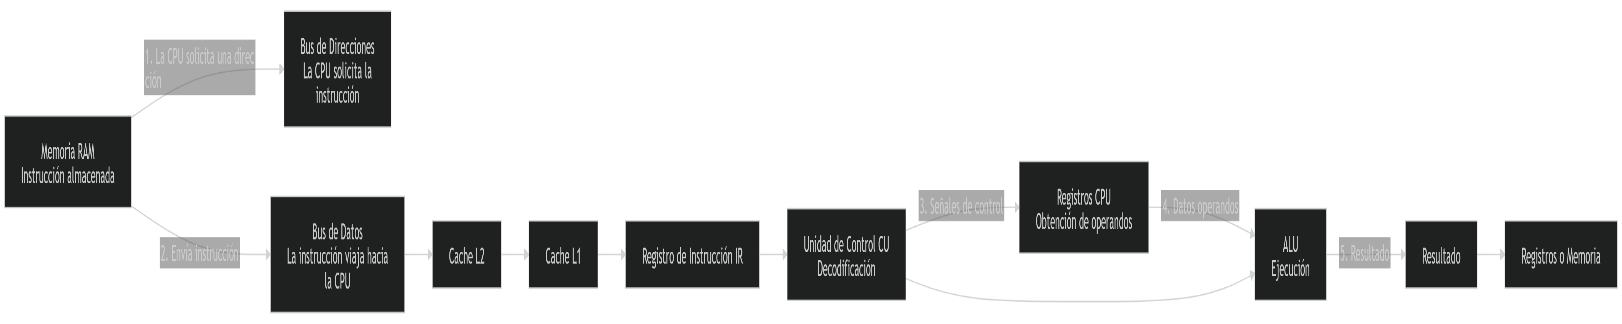 1. La CPU solicita una direc
ción
Bus de Direcciones
La CPU solicita la
instrucción
Memoria RAM
Instrucción almacenada
2. Envia instrucción
Bus de Datos
La instrucción viaja hacia
la CPU
Cache L2
Cache L1
Registro de Instrucción IR
Unidad de Control CU
Decodificación
3. Señales de control
Registros CPU
Obtención de operandos
4. Datos operandos
ALU
Ejecución
5. Resultado
Resultado
Registros o Memoria